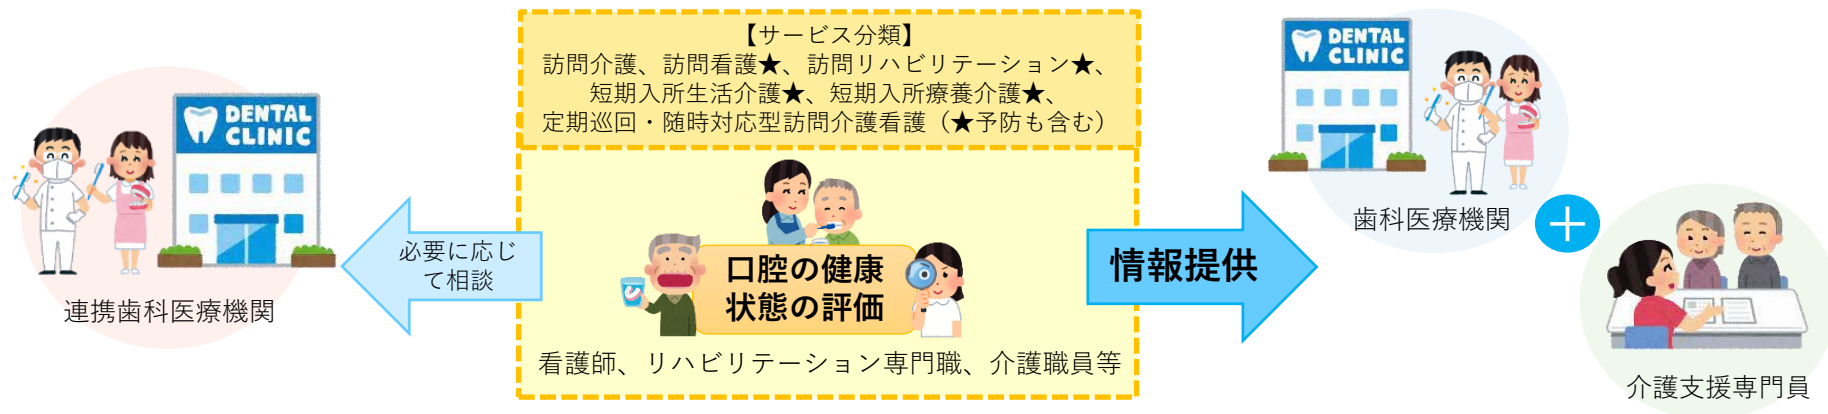 DENTAL
CLINIC
連携歯科医療機関
必要に応じ
て相談
【サービス分類】
訪問介護、訪問看護★、訪問リハビリテーション★、
短期入所生活介護★、短期入所療養介護★、
定期巡回・随時対応型訪問介護看護（★予防も含む）
口腔の健康
状態の評価
看護師、リハビリテーション専門職、介護職員等
情報提供
DENTAL
CLINIC
歯科医療機関
＋
介護支援専門員